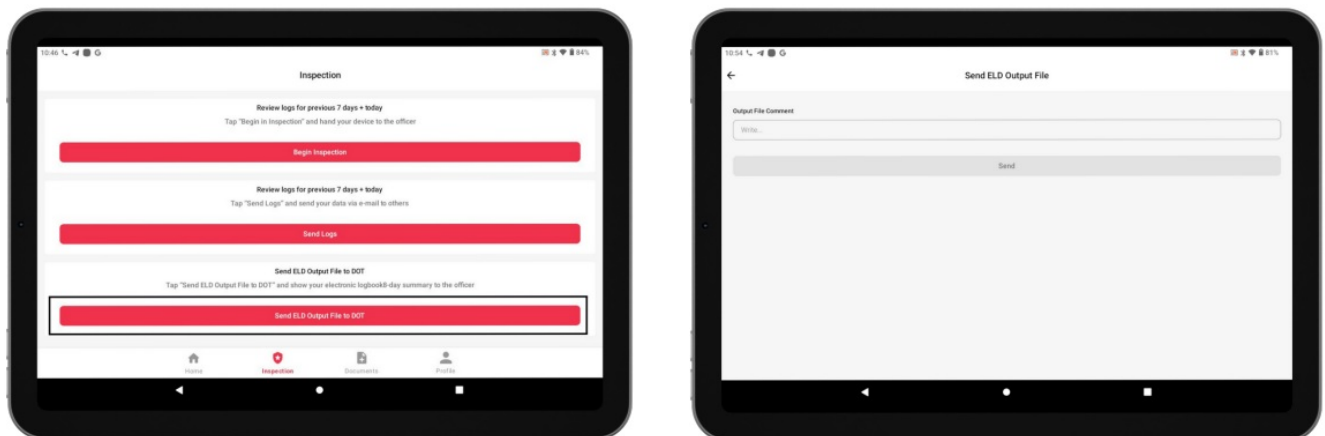 10:46
84%
Inspection
Review logs for previous 7 days + today
Tap "Begin in Inspection" and hand your device to the officer
Begin Inspection
Review logs for previous 7 days + today
Tap "Send Logs" and send your data via e-mail to others
Send Logs
Send ELD Output File to DOT
Tap "Send ELD Output File to DOT" and show your electronic logbook8-day summary to the officer
Send ELD Output File to DOT
Home Inspection Documents Profile
10:54
81%
Send ELD Output File
Output File Comment
Write...
Send